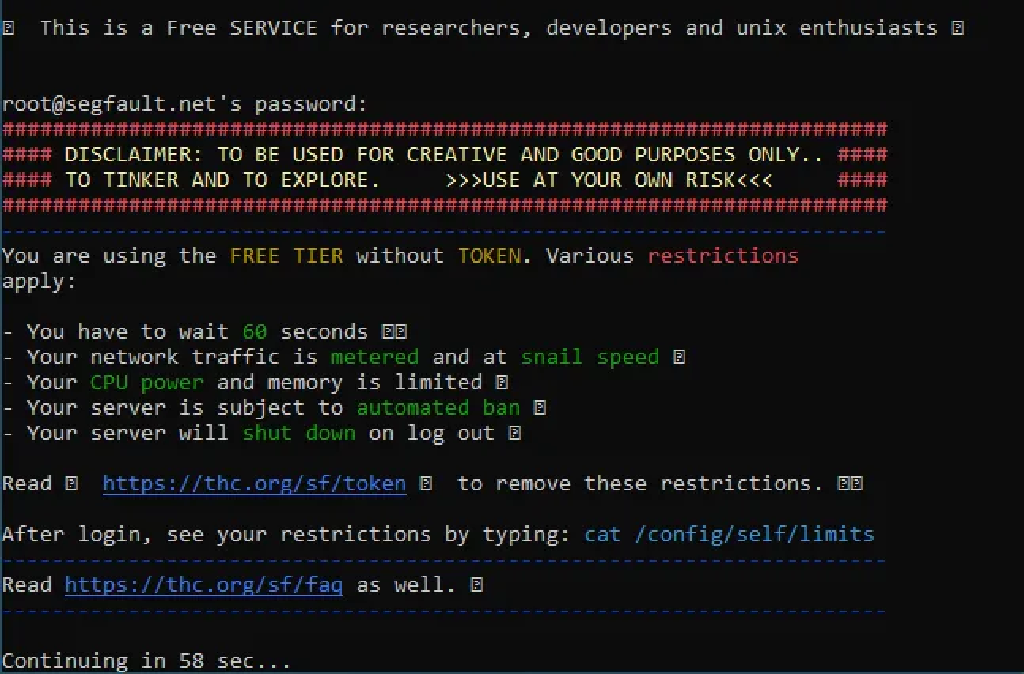 This is a Free SERVICE for researchers, developers and unix enthusiasts
root@segfault.net's password:
######################################################################
#### DISCLAIMER: TO BE USED FOR CREATIVE AND GOOD PURPOSES ONLY.. ####
#### TO TINKER AND TO EXPLORE. >>>USE AT YOUR OWN RISK<<< ####
######################################################################
----------------------------------------------------------------------
You are using the FREE TIER without TOKEN. Various restrictions
apply:
- You have to wait 60 seconds
- Your network traffic is metered and at snail speed
- Your CPU power and memory is limited
- Your server is subject to automated ban
- Your server will shut down on log out
Read https://thc.org/sf/token to remove these restrictions.
After login, see your restrictions by typing: cat /config/self/limits
----------------------------------------------------------------------
Read https://thc.org/sf/faq as well.
----------------------------------------------------------------------
Continuing in 58 sec...